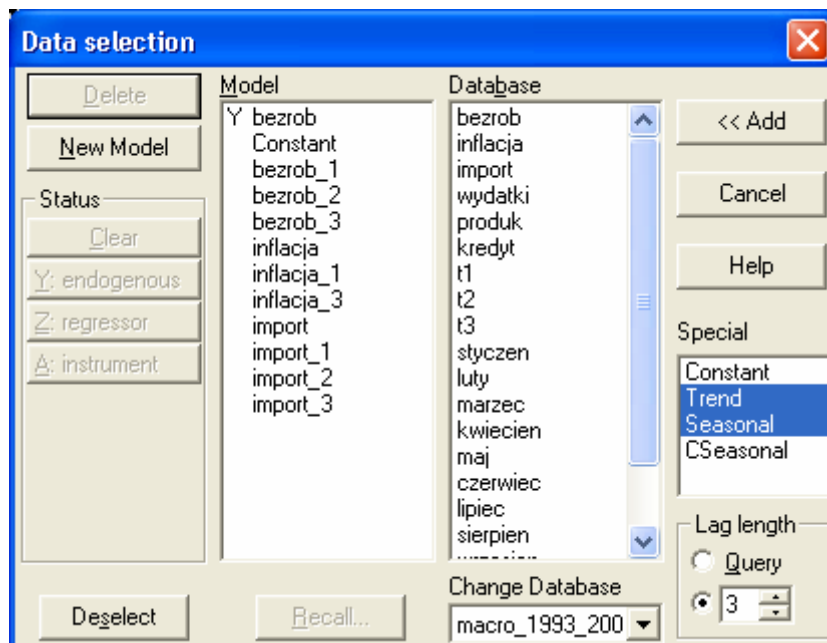 Data selection
Delete
New Model
Status
Clear
Y: endogenous
Z: regressor
A: instrument
Deselect
Model
Y bezrob
Constant
bezrob_1
bezrob_2
bezrob_3
inflacja
inflacja_1
inflacja_3
import
import_1
import_2
import_3
Recall...
Database
bezrob
inflacja
import
wydatki
produk
kredyt
t1
t2
t3
styczen
luty
marzec
kwiecien
maj
czerwiec
lipiec
sierpien
Change Database
macro_1993_200
<< Add
Cancel
Help
Special
Constant
Trend
Seasonal
CSeasonal
Lag length
Query
3